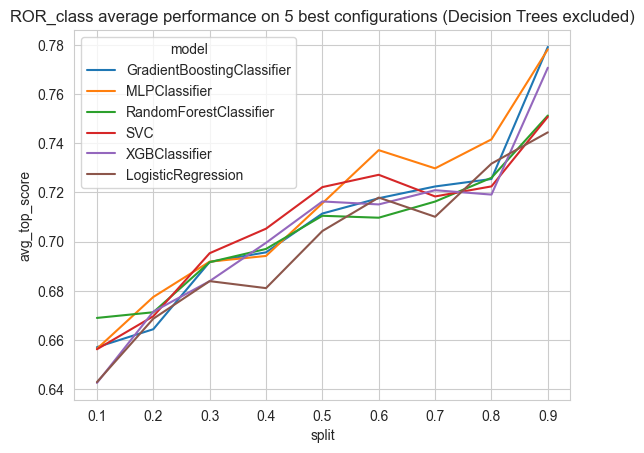 ROR_class average performance on 5 best configurations (Decision Trees excluded)
model
GradientBoostingClassifier
MLPClassifier
RandomForestClassifier
SVC
XGBClassifier
LogisticRegression
avg_top_score
0.78
0.76
0.74
0.72
0.70
0.68
0.66
0.64
0.1 0.2 0.3 0.4 0.5 0.6 0.7 0.8 0.9
split